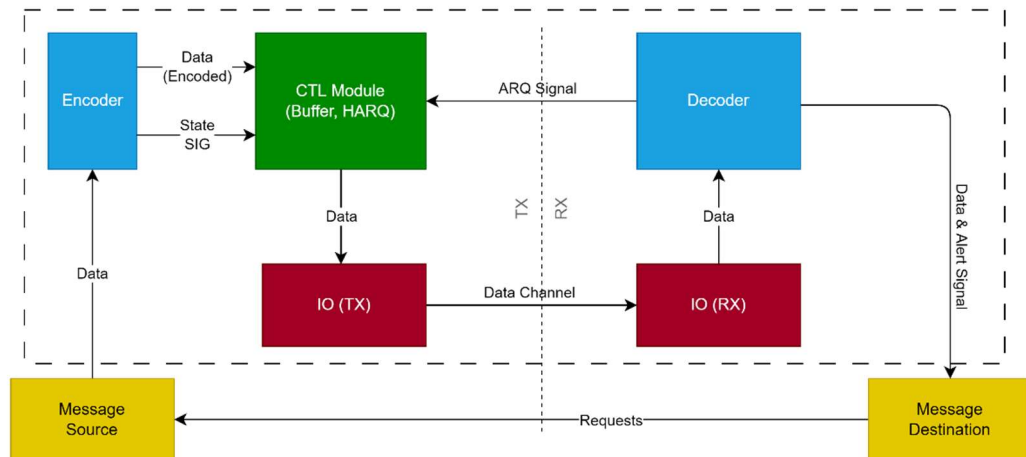 Data
(Encoded)
Encoder
State
SIG
CTL Module
(Buffer, HARQ)
ARQ Signal
Decoder
Data
TX
RX
Data
Data & Alert Signal
Data
IO (TX)
Data Channel
IO (RX)
Message
Source
Requests
Message
Destination